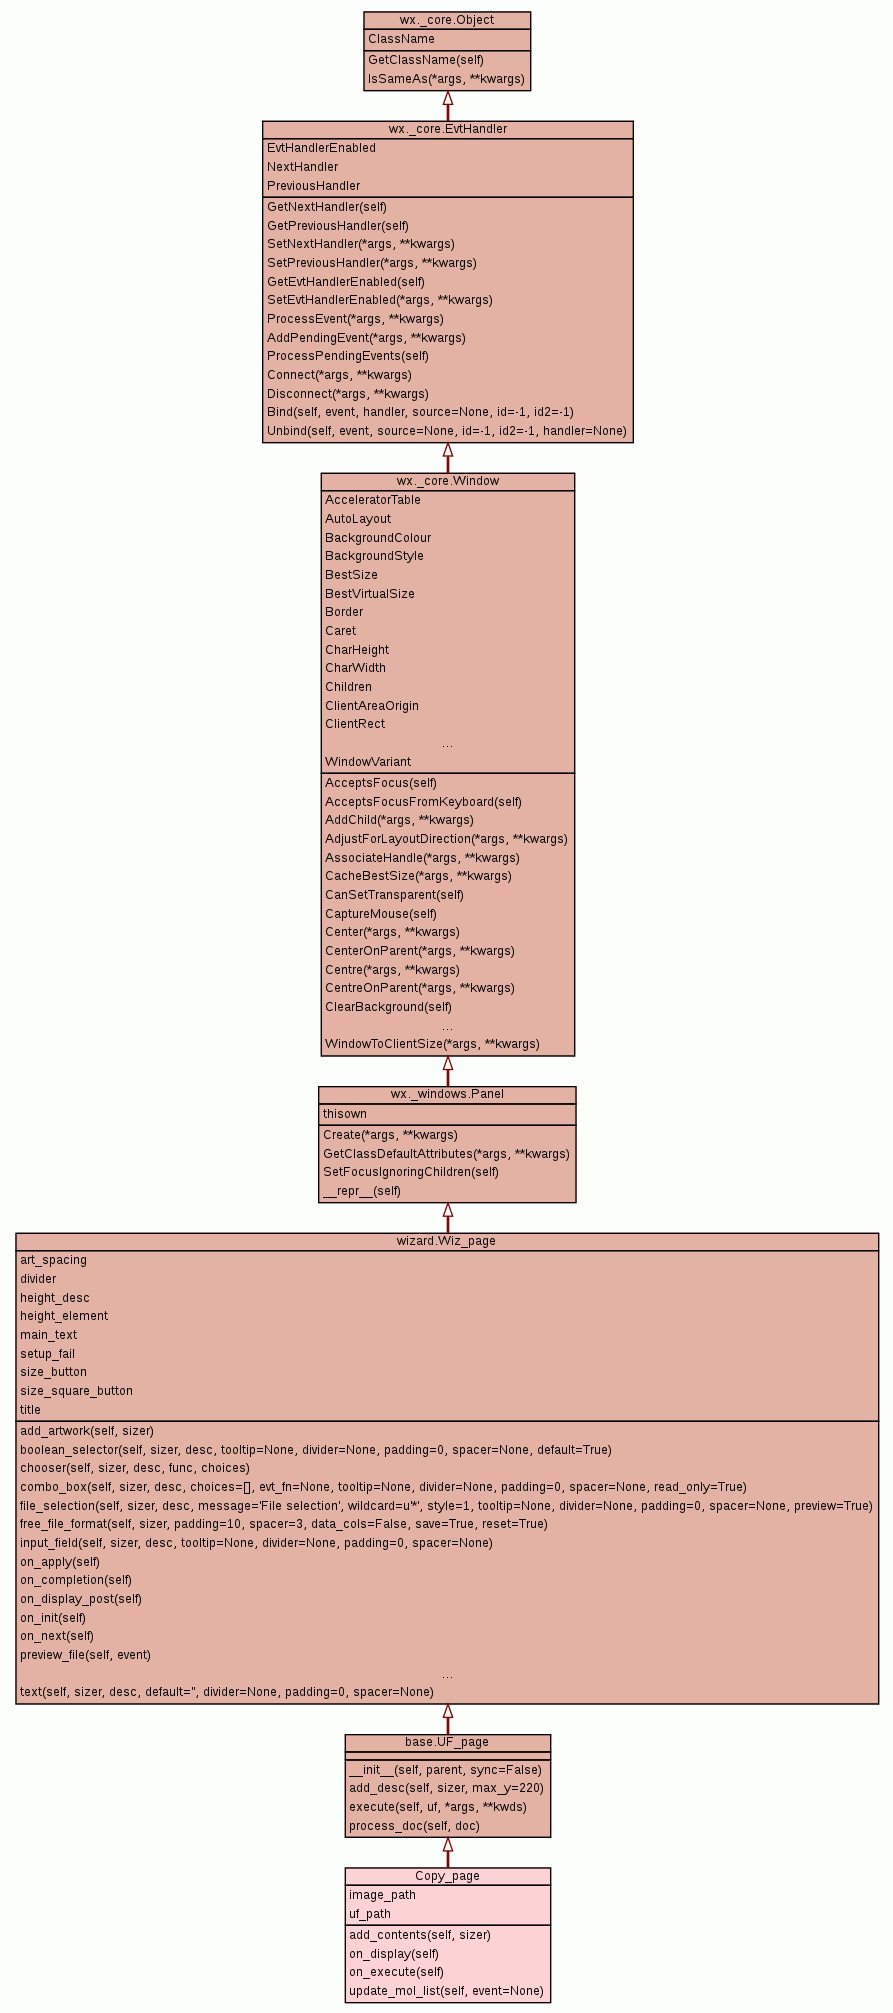 wx._core.Object
ClassName
GetClassName(self)
IsSameAs(*args, **kwargs)
wx._core.EvtHandler
EvtHandlerEnabled
NextHandler
PreviousHandler
GetNextHandler(self)
GetPreviousHandler(self)
SetNextHandler(*args, **kwargs)
SetPreviousHandler(*args, **kwargs)
GetEvtHandlerEnabled(self)
SetEvtHandlerEnabled(*args, **kwargs)
ProcessEvent(*args, **kwargs)
AddPendingEvent(*args, **kwargs)
ProcessPendingEvents(self)
Connect(*args, **kwargs)
Disconnect(*args, **kwargs)
Bind(self, event, handler, source=None, id=-1, id2=-1)
Unbind(self, event, source=None, id=-1, id2=-1, handler=None)
wx._core.Window
AcceleratorTable
AutoLayout
BackgroundColour
BackgroundStyle
BestSize
BestVirtualSize
Border
Caret
CharHeight
CharWidth
Children
ClientAreaOrigin
ClientRect
...
WindowVariant
AcceptsFocus(self)
AcceptsFocusFromKeyboard(self)
AddChild(*args, **kwargs)
AdjustForLayoutDirection(*args, **kwargs)
AssociateHandle(*args, **kwargs)
CacheBestSize(*args, **kwargs)
CanSetTransparent(self)
CaptureMouse(self)
Center(*args, **kwargs)
CenterOnParent(*args, **kwargs)
Centre(*args, **kwargs)
CentreOnParent(*args, **kwargs)
ClearBackground(self)
...
WindowToClientSize(*args, **kwargs)
wx._windows.Panel
thisown
Create(*args, **kwargs)
GetClassDefaultAttributes(*args, **kwargs)
SetFocusIgnoringChildren(self)
__repr__(self)
wizard.Wiz_page
art_spacing
divider
height_desc
height_element
main_text
setup_fail
size_button
size_square_button
title
add_artwork(self, sizer)
boolean_selector(self, sizer, desc, tooltip=None, divider=None, padding=0, spacer=None, default=True)
chooser(self, sizer, desc, func, choices)
combo_box(self, sizer, desc, choices=[], evt_fn=None, tooltip=None, divider=None, padding=0, spacer=None, read_only=True)
file_selection(self, sizer, desc, message='File selection', wildcard=u'*', style=1, tooltip=None, divider=None, padding=0, spacer=None, preview=True)
free_file_format(self, sizer, padding=10, spacer=3, data_cols=False, save=True, reset=True)
input_field(self, sizer, desc, tooltip=None, divider=None, padding=0, spacer=None)
on_apply(self)
on_completion(self)
on_display_post(self)
on_init(self)
on_next(self)
preview_file(self, event)
...
text(self, sizer, desc, default='', divider=None, padding=0, spacer=None)
base.UF_page
__init__(self, parent, sync=False)
add_desc(self, sizer, max_y=220)
execute(self, uf, *args, **kwds)
process_doc(self, doc)
Copy_page
image_path
uf_path
add_contents(self, sizer)
on_display(self)
on_execute(self)
update_mol_list(self, event=None)